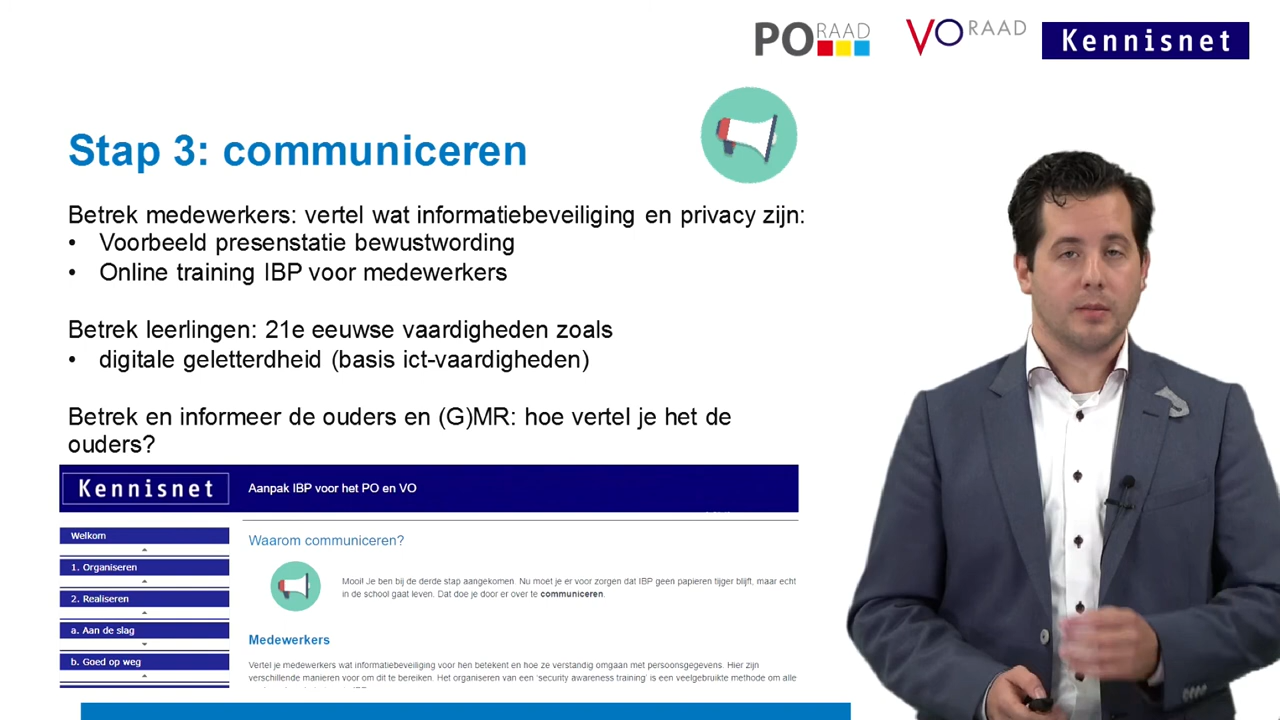 PO RAAD
VO RAAD
Kennisnet
Stap 3: communiceren
Betrek medewerkers: vertel wat informatiebeveiliging en privacy zijn:
• Voorbeeld presenstatie bewustwording
• Online training IBP voor medewerkers
Betrek leerlingen: 21e eeuwse vaardigheden zoals
• digitale geletterdheid (basis ict-vaardigheden)
Betrek en informeer de ouders en (G)MR: hoe vertel je het de
ouders?
Kennisnet
Aanpak IBP voor het PO en VO
Welkom
1. Organiseren
2. Realiseren
a. Aan de slag
b. Goed op weg
Waarom communiceren?
Mooi! Je ben bij de derde stap aangekomen. Nu moet je er voor zorgen dat IBP geen papieren tijger blijft, maar echt
in de school gaat leven. Dat doe je door er over te communiceren.
Medewerkers
Vertel je medewerkers wat informatiebeveiliging voor hen betekent en hoe ze verstandig omgaan met persoonsgegevens. Hier zijn
verschillende manieren voor om dit te bereiken. Het organiseren van een 'security awareness training' is een veelgebruikte methode om alle